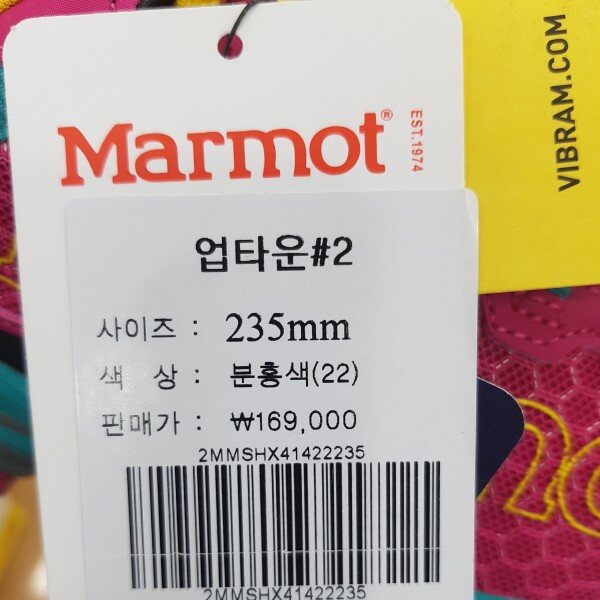 Marmot®
EST.1974
VIBRAM.COM
업타운#2
사이즈 : 235mm
색 상 : 분홍색(22)
판매가 : ₩169,000
2MMSHX41422235
2MMSHX41422235